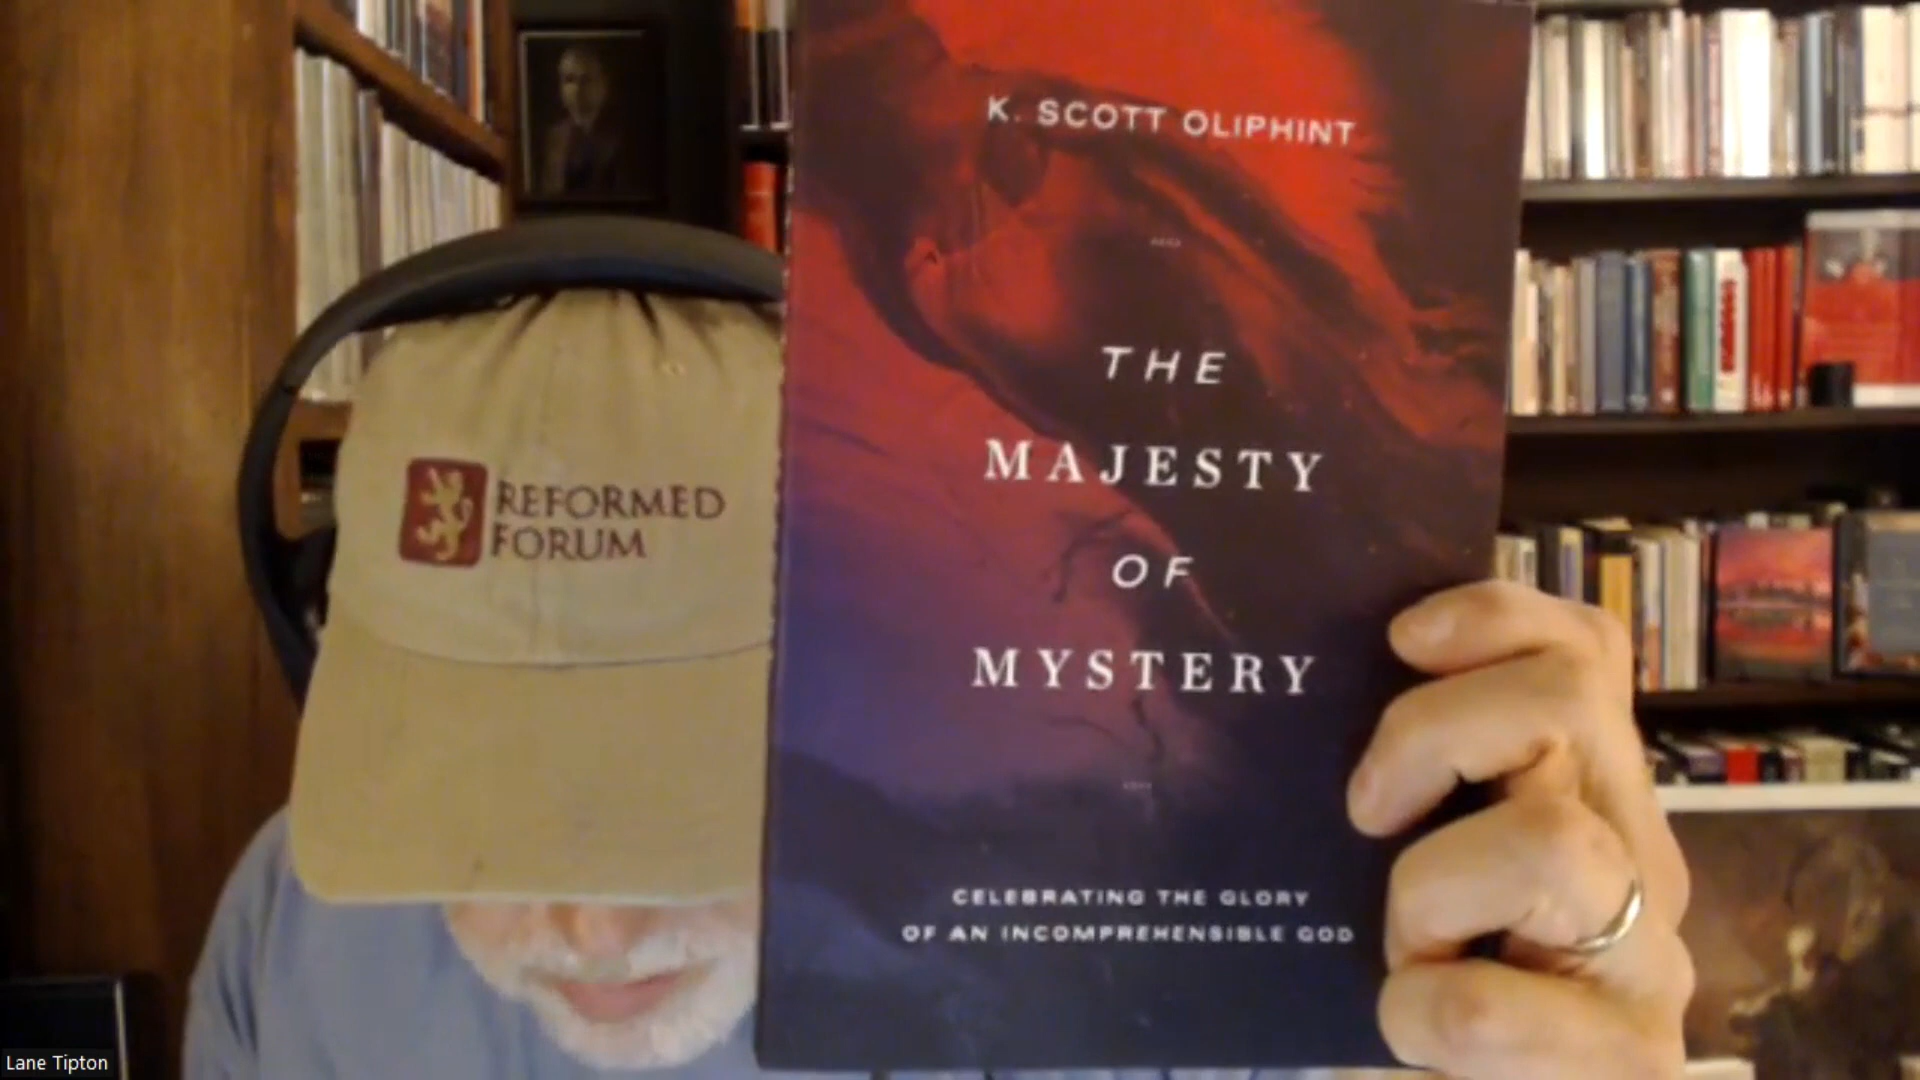 K. SCOTT OLIPHINT
THE
MAJESTY
OF
MYSTERY
CELEBRATING THE GLORY
OF AN INCOMPREHENSIBLE GOD
REFORMED
FORUM
Lane Tipton